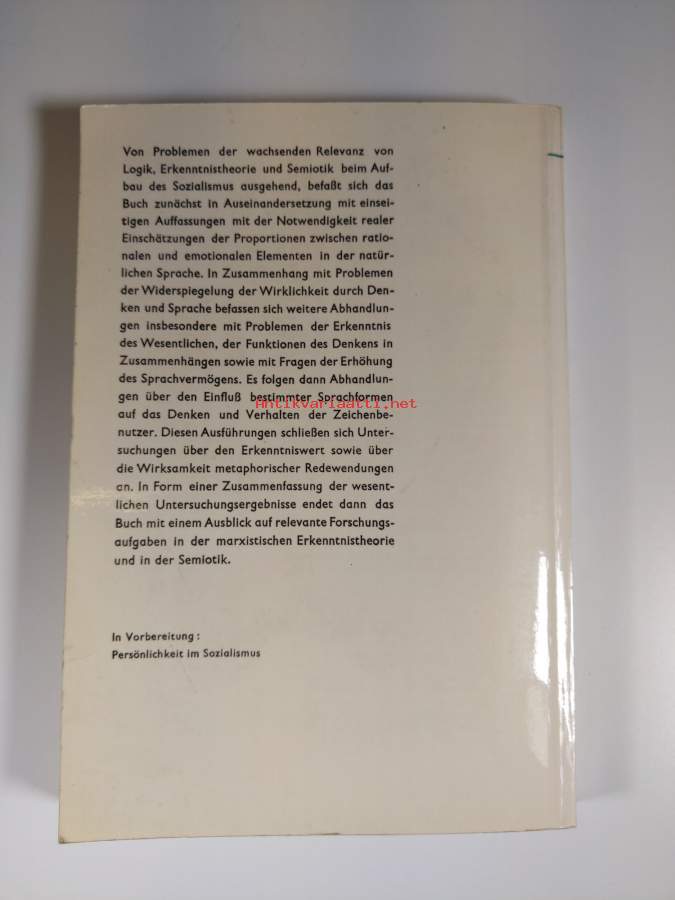 Von Problemen der wachsenden Relevanz von
Logik, Erkenntnistheorie und Semiotik beim Auf-
bau des Sozialismus ausgehend, befaßt sich das
Buch zunächst in Auseinandersetzung mit einsei-
tigen Auffassungen mit der Notwendigkeit realer
Einschätzungen der Proportionen zwischen ratio-
nalen und emotionalen Elementen in der natür-
lichen Sprache. In Zusammenhang mit Problemen
der Widerspiegelung der Wirklichkeit durch Den-
ken und Sprache befassen sich weitere Abhandlun-
gen insbesondere mit Problemen der Erkenntnis
des Wesentlichen, der Funktionen des Denkens in
Zusammenhängen sowie mit Fragen der Erhöhung
des Sprachvermögens. Es folgen dann Abhandlun-
gen über den Einfluß bestimmter Sprachformen
auf das Denken und Verhalten der Zeichenbe-
nutzer. Diesen Ausführungen schließen sich Unter-
suchungen über den Erkenntniswert sowie über
die Wirksamkeit metaphorischer Redewendungen
an. In Form einer Zusammenfassung der wesent-
lichen Untersuchungsergebnisse endet dann das
Buch mit einem Ausblick auf relevante Forschungs-
aufgaben in der marxistischen Erkenntnistheorie
und in der Semiotik.
In Vorbereitung:
Persönlichkeit im Sozialismus
Antikvariaatti.net